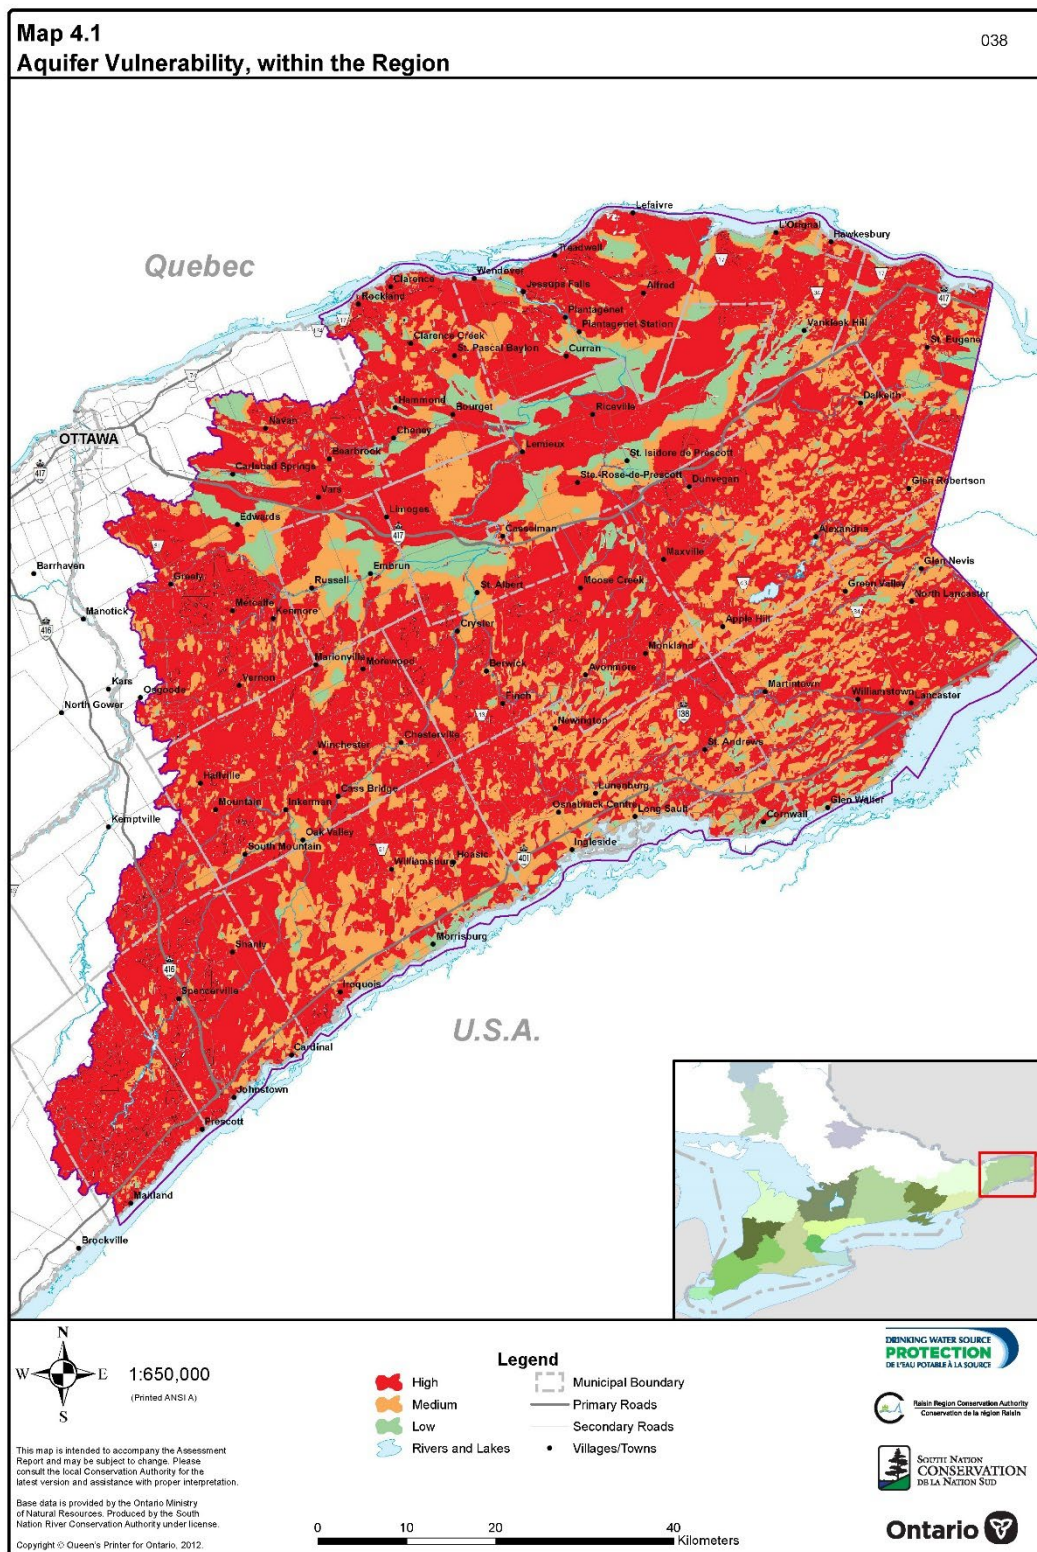 Map 4.1
038
Aquifer Vulnerability, within the Region
Quebec
Lefaivre
L'Orignal
Hawkesbury
Treadwell
Wendover
Clarence
Jessups Falls
Alfred
Rockland
417
Plantagenet
Plantagenet Station
Vankleek Hill
Clarence Creek
St. Pascal Baylon
Curran
St. Eugene
Hammond
Bourget
Riceville
Dalkeith
Navan
Cheney
OTTAWA
Lemieux
Bearbrook
St. Isidore de Prescott
417
Carlsbad Springs
Ste.-Rose-de-Prescott
Dunvegan
Glen Robertson
Vars
Limoges
Edwards
417
Casselman
Alexandria
Maxville
Barrhaven
Embrun
Glen Nevis
Greely
Russell
St. Albert
Moose Creek
43
Green Valley
North Lancaster
Manotick
Metcalfe
Kenmore
34
416
Crysler
Apple Hill
Monkland
Marionville
Morewood
Berwick
Avonmore
Kars
Osgoode
Vernon
Martintown
Williamstown
Lancaster
North Gower
Finch
138
Newington
Chesterville
Winchester
St. Andrews
Hallville
Cass Bridge
Lunenburg
Mountain
Inkerman
Osnabruck Centre
Long Sault
Glen Walter
Cornwall
Kemptville
Oak Valley
South Mountain
Williamsburg
Hoasic
401
Ingleside
Morrisburg
Shanly
416
Spencerville
Iroquois
U.S.A.
Cardinal
Johnstown
Prescott
Maitland
Brockville
N
W
E
S
1:650,000
(Printed ANSI A)
This map is intended to accompany the Assessment
Report and may be subject to change. Please
consult the local Conservation Authority for the
latest version and assistance with proper interpretation.
Base data is provided by the Ontario Ministry
of Natural Resources. Produced by the South
Nation River Conservation Authority under license.
Copyright © Queen's Printer for Ontario, 2012.
Legend
High
Medium
Low
Rivers and Lakes
Municipal Boundary
Primary Roads
Secondary Roads
Villages/Towns
0 10 20 40
Kilometers
DRINKING WATER SOURCE
PROTECTION
DE L'EAU POTABLE À LA SOURCE
Raisin Region Conservation Authority
Conservation de la région Raisin
SOUTH NATION
CONSERVATION
DE LA NATION SUD
Ontario